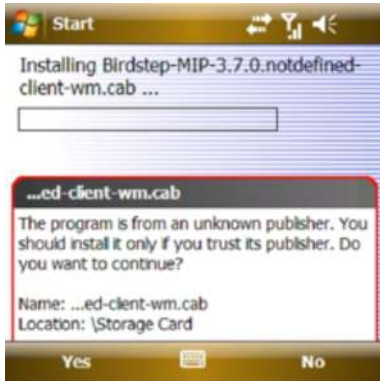 Start
Installing Birdstep-MIP-3.7.0.notdefined-
client-wm.cab ...
...ed-client-wm.cab
The program is from an unknown publisher. You
should install it only if you trust its publisher. Do
you want to continue?
Name: ...ed-client-wm.cab
Location: \Storage Card
Yes
No